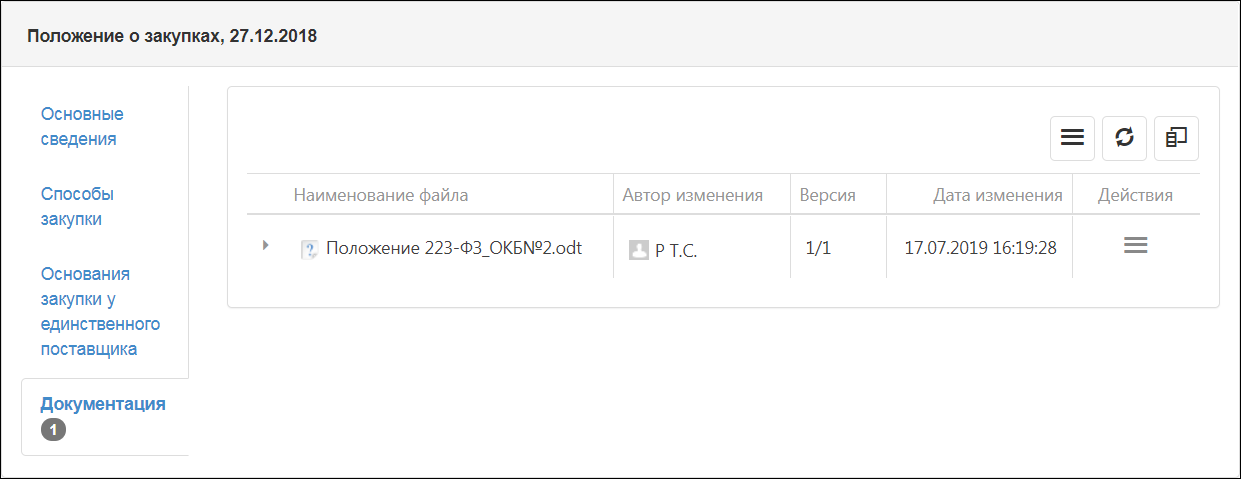 Положение о закупках, 27.12.2018
Основные
сведения
Способы
закупки
Основания
закупки у
единственного
поставщика
Документация
1
Наименование файла Автор изменения Версия Дата изменения Действия
Положение 223-ФЗ_ОКБ№2.odt Р Т.С. 1/1 17.07.2019 16:19:28